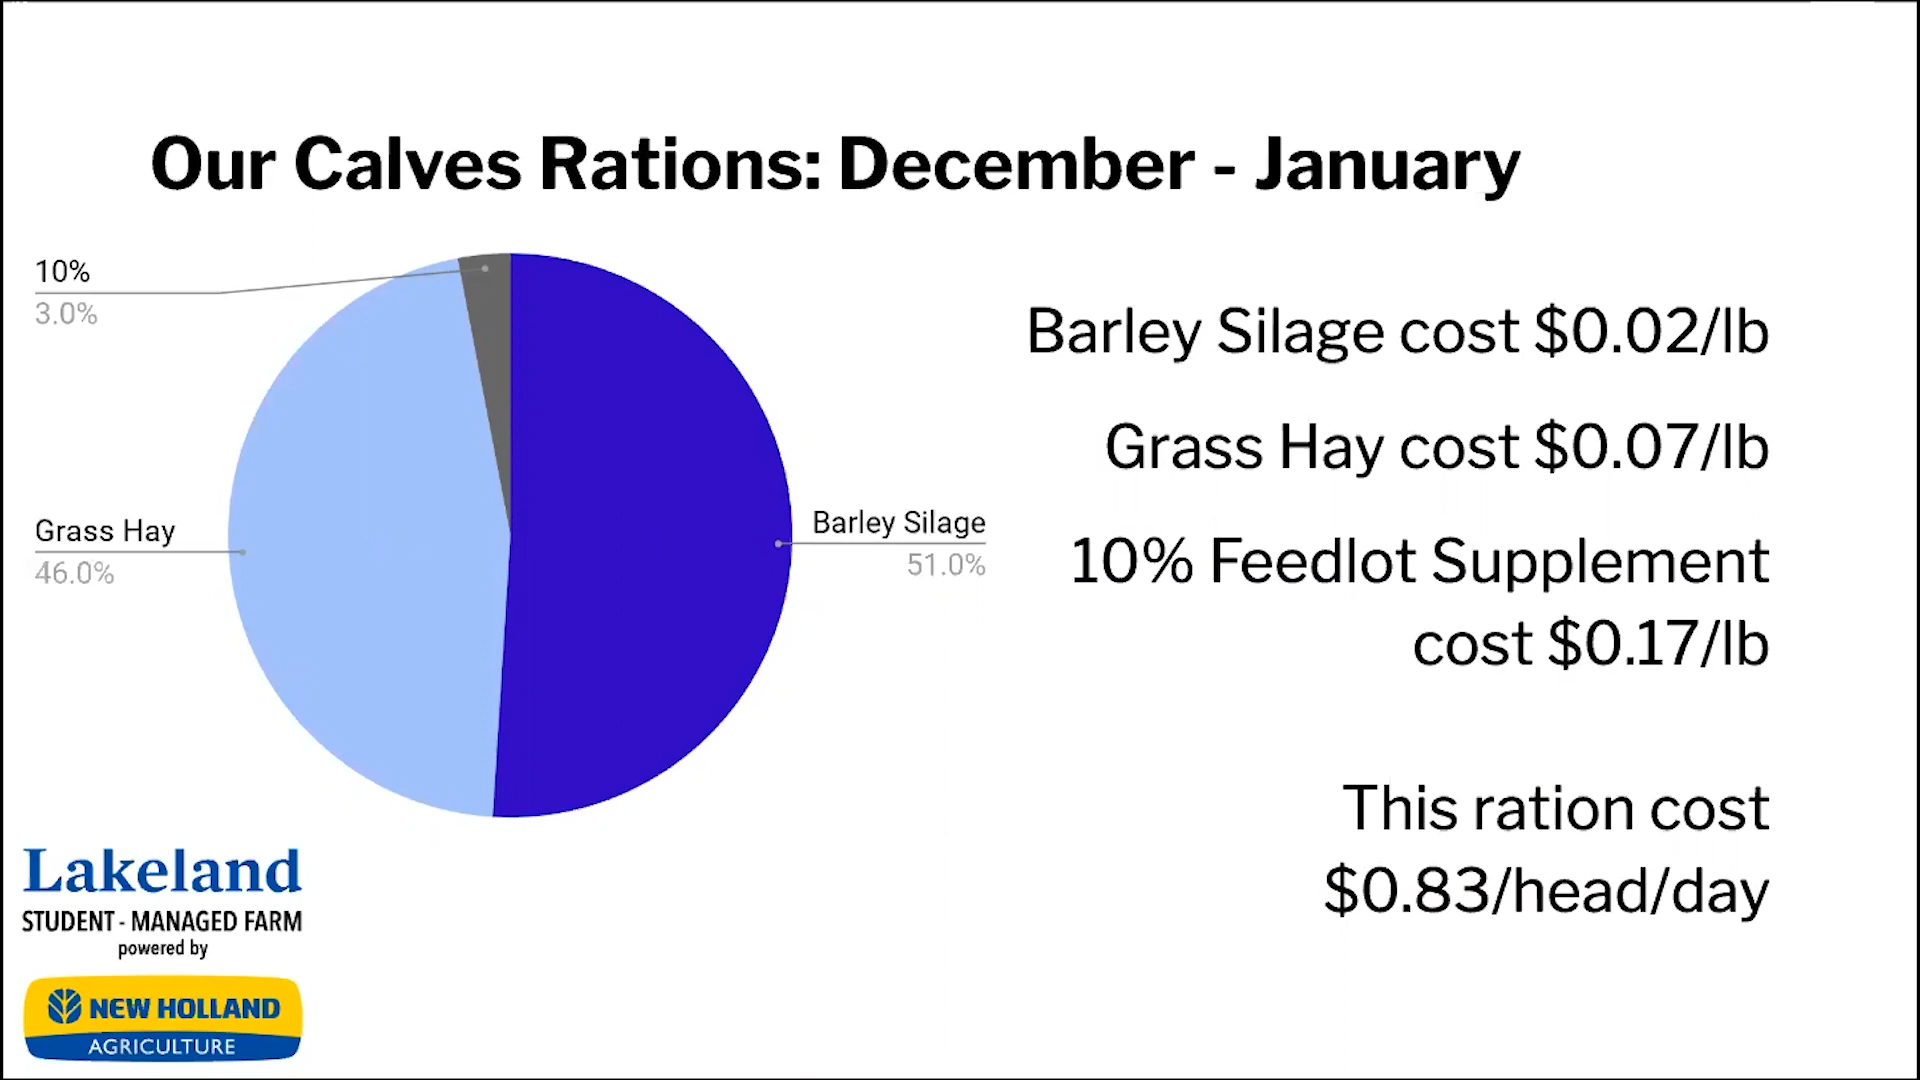 Our Calves Rations: December - January
10%
3.0%
Grass Hay
46.0%
Barley Silage
51.0%
Barley Silage cost $0.02/lb
Grass Hay cost $0.07/lb
10% Feedlot Supplement
cost $0.17/lb
This ration cost
$0.83/head/day
Lakeland
STUDENT - MANAGED FARM
powered by
NEW HOLLAND
AGRICULTURE